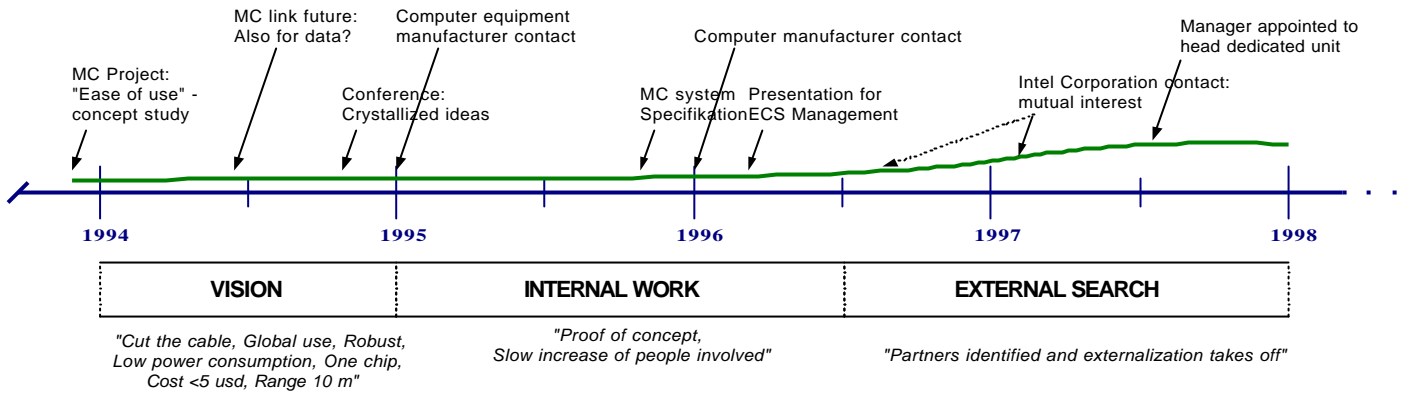 MC Project:
"Ease of use" -
concept study
MC link future:
Also for data?
Conference:
Crystallized ideas
Computer equipment
manufacturer contact
MC system
Specifikation
Computer manufacturer contact
Presentation for
ECS Management
Intel Corporation contact:
mutual interest
Manager appointed to
head dedicated unit
1994
1995
1996
1997
1998
VISION
INTERNAL WORK
EXTERNAL SEARCH
"Cut the cable, Global use, Robust,
Low power consumption, One chip,
Cost <5 usd, Range 10 m"
"Proof of concept,
Slow increase of people involved"
"Partners identified and externalization takes off"